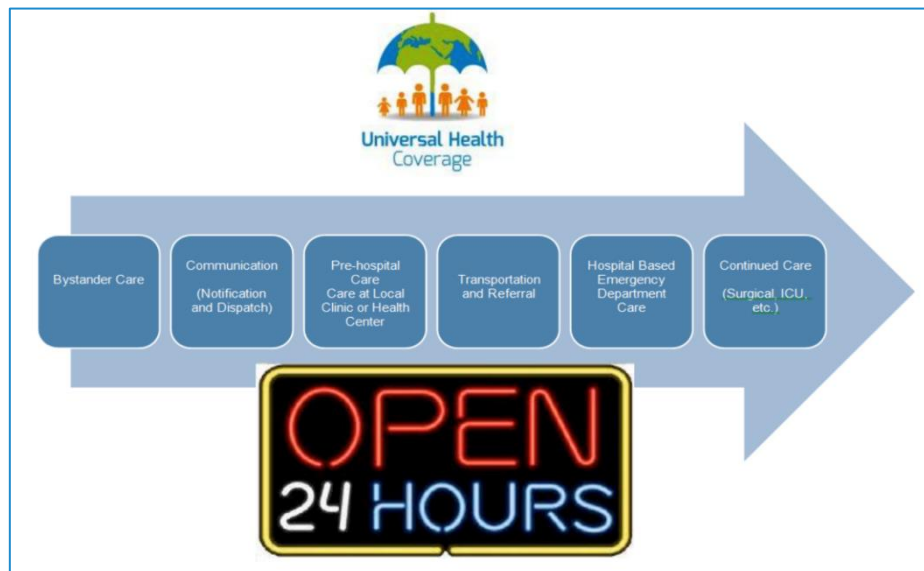 Universal Health
Coverage
Bystander Care
Communication
(Notification
and Dispatch)
Pre-hospital
Care
Care at Local
Clinic or Health
Center
Transportation
and Referral
Hospital Based
Emergency
Department
Care
Continued Care
(Surgical, ICU,
etc.)
OPEN
24 HOURS